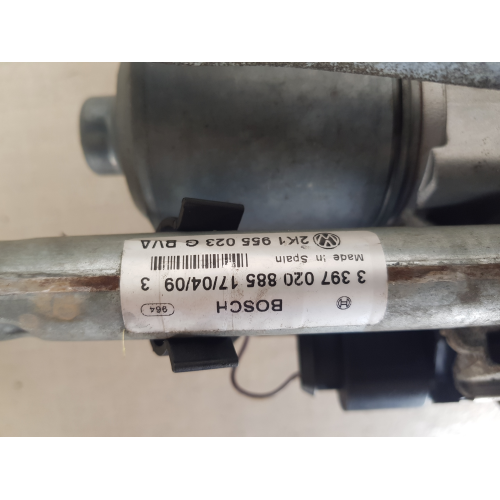 BOSCH 964
3 397 020 885 17/04/09 3
Made in Spain
2K1 955 023 G RVA